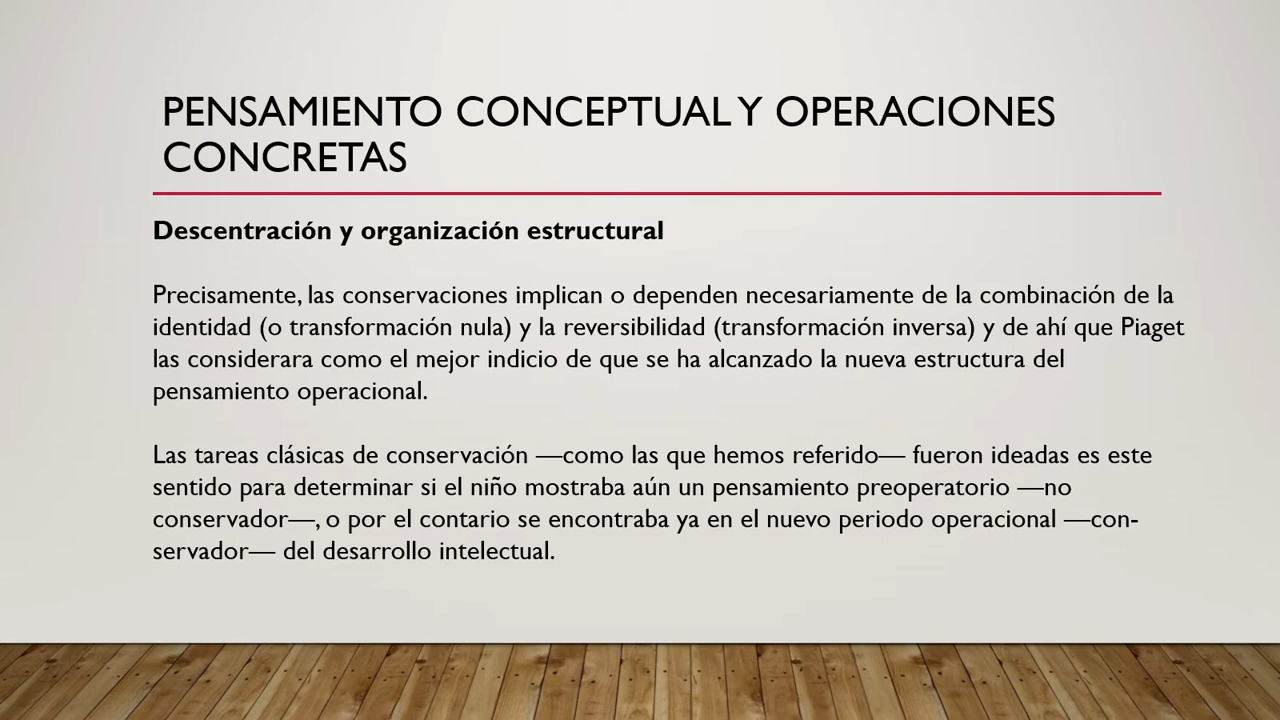 PENSAMIENTO CONCEPTUAL Y OPERACIONES
CONCRETAS
Descentración y organización estructural
Precisamente, las conservaciones implican o dependen necesariamente de la combinación de la
identidad (o transformación nula) y la reversibilidad (transformación inversa) y de ahí que Piaget
las considerara como el mejor indicio de que se ha alcanzado la nueva estructura del
pensamiento operacional.
Las tareas clásicas de conservación —como las que hemos referido— fueron ideadas es este
sentido para determinar si el niño mostraba aún un pensamiento preoperatorio —no
conservador—, o por el contario se encontraba ya en el nuevo periodo operacional —con-
servador— del desarrollo intelectual.